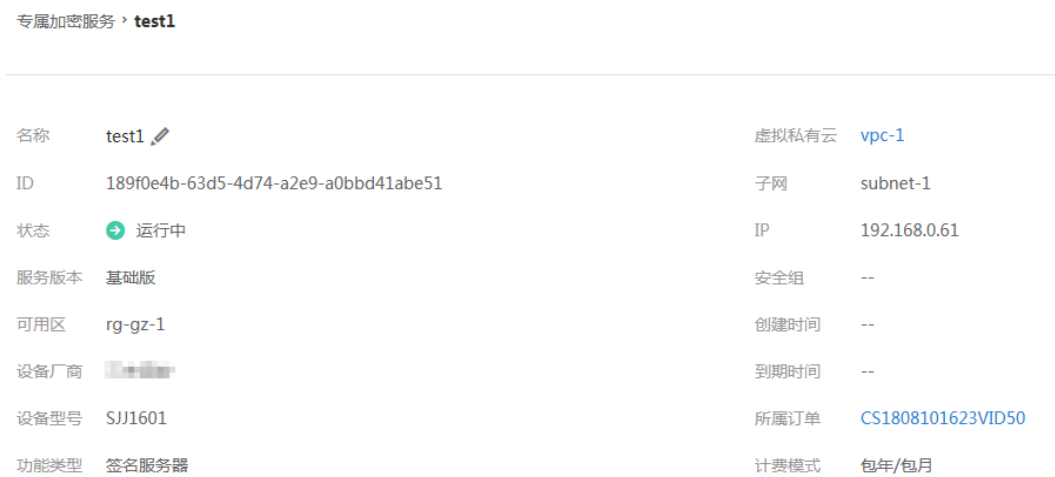 专属加密服务 › test1
名称 test1
虚拟私有云 vpc-1
ID 189f0e4b-63d5-4d74-a2e9-a0bbd41abe51
子网 subnet-1
状态 运行中
IP 192.168.0.61
服务版本 基础版
安全组 --
可用区 rg-gz-1
创建时间 --
设备厂商
到期时间 --
设备型号 SJJ1601
所属订单 CS1808101623VID50
功能类型 签名服务器
计费模式 包年/包月